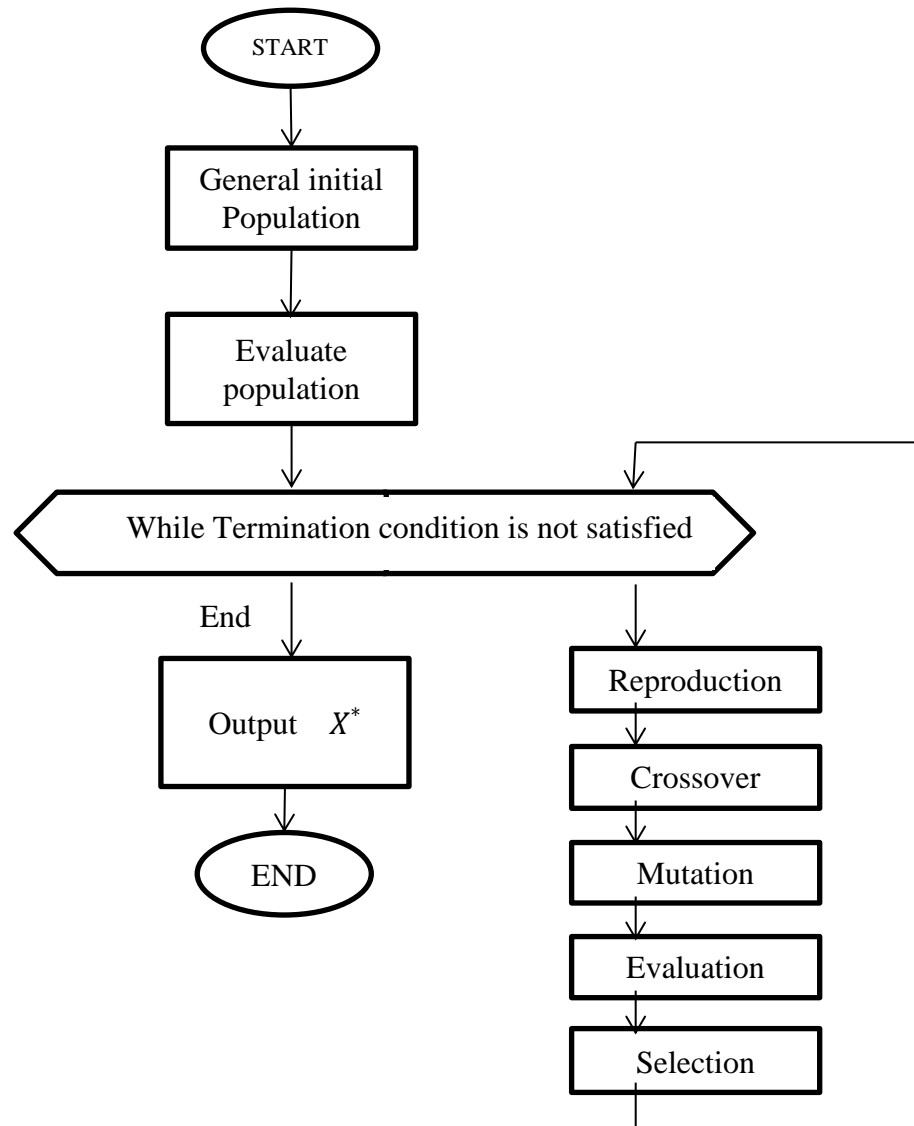 START
General initial
Population
Evaluate
population
While Termination condition is not satisfied
End
Output X*
END
Reproduction
Crossover
Mutation
Evaluation
Selection